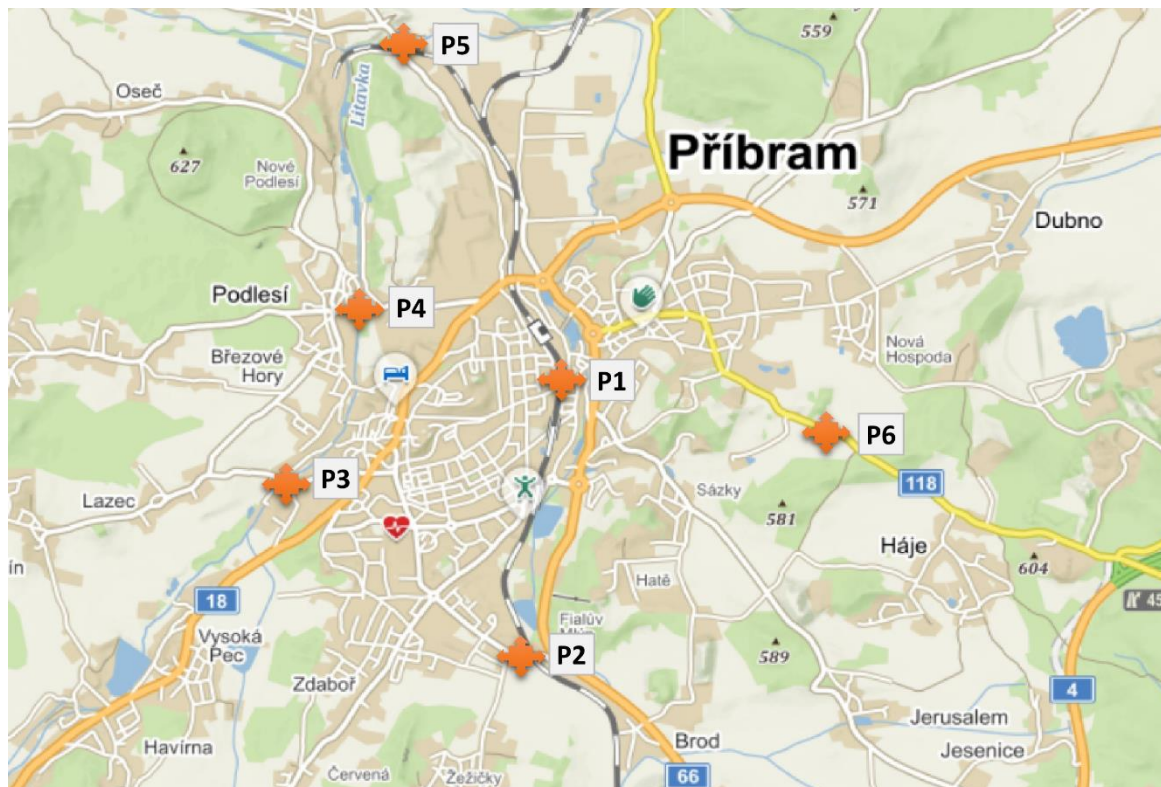 559
P5
Oseč
Litavka
Příbram
627
Nové
Podlesí
571
Dubno
Podlesí
P4
Březové
Hory
Nová
Hospoda
P1
P6
P3
Lazec
Sázky
118
581
Háje
604
ín
18
Hatě
45
Fialův
Vysoká
Pec
P2
589
Zdaboř
4
Jerusalem
Havírna
Brod
Jesenice
Červená
Žežičky
66